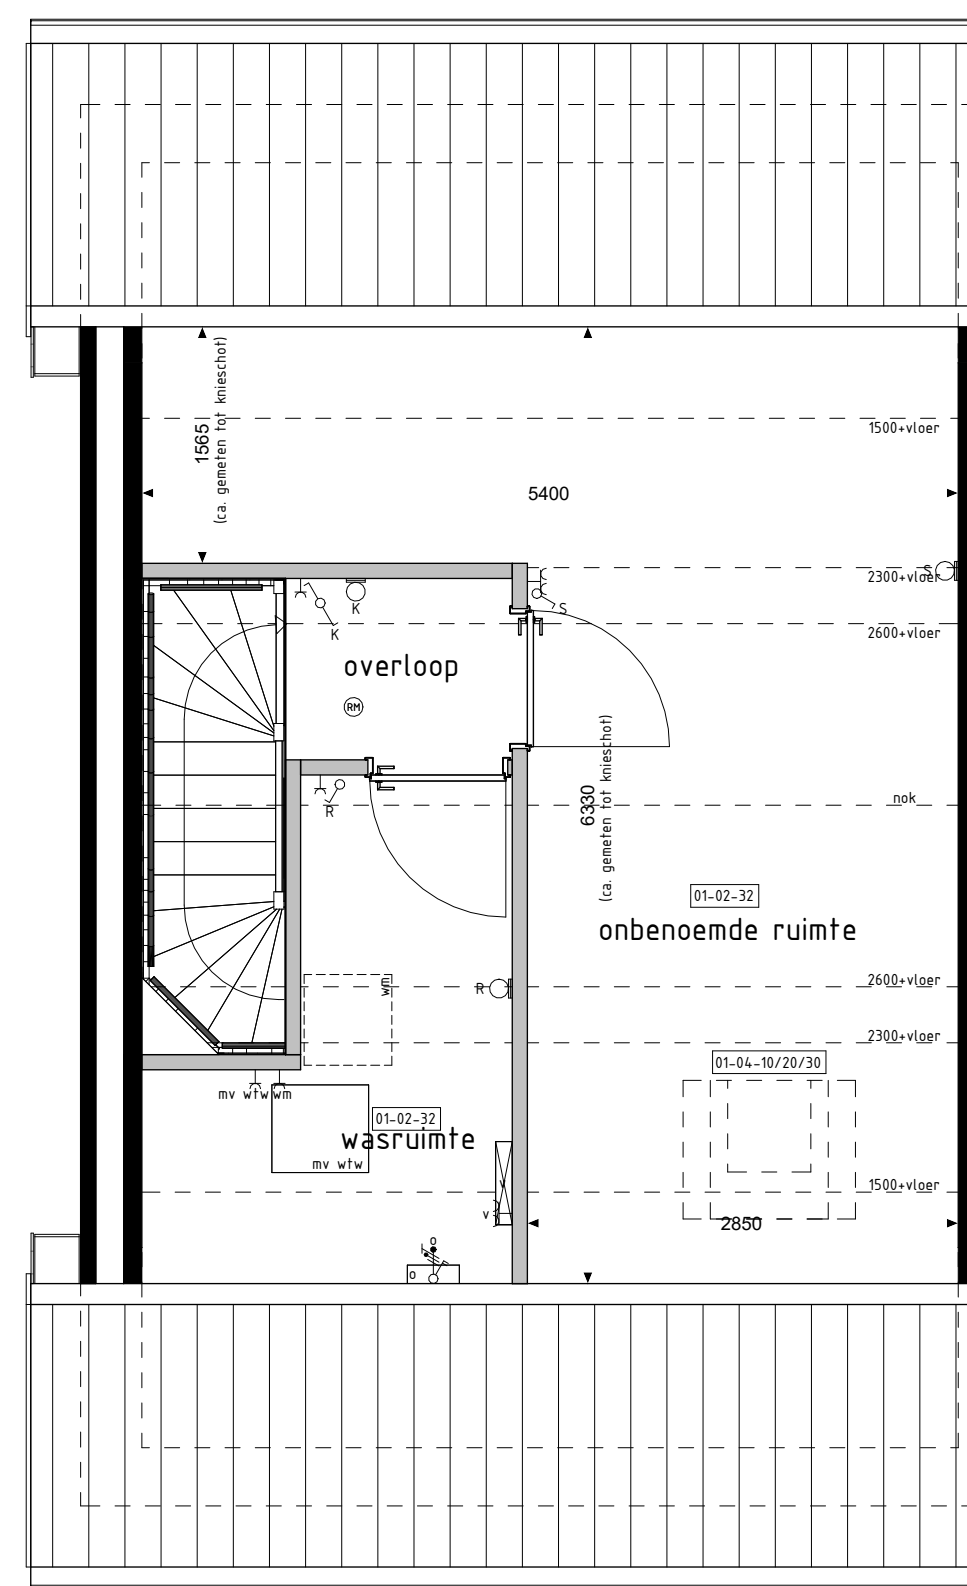 1500+vloer
1565
(ca. gemeten tot knieschot)
5400
S
2300+vloer
S
K
K
2600+vloer
overloop
RM
6330
(ca. gemeten tot knieschot)
nok
R
01-02-32
onbenoemde ruimte
wm
R
2600+vloer
2300+vloer
01-04-10/20/30
mv wtw
wm
01-02-32
wasruimte
mv wtw
1500+vloer
v
v
2850
o
o